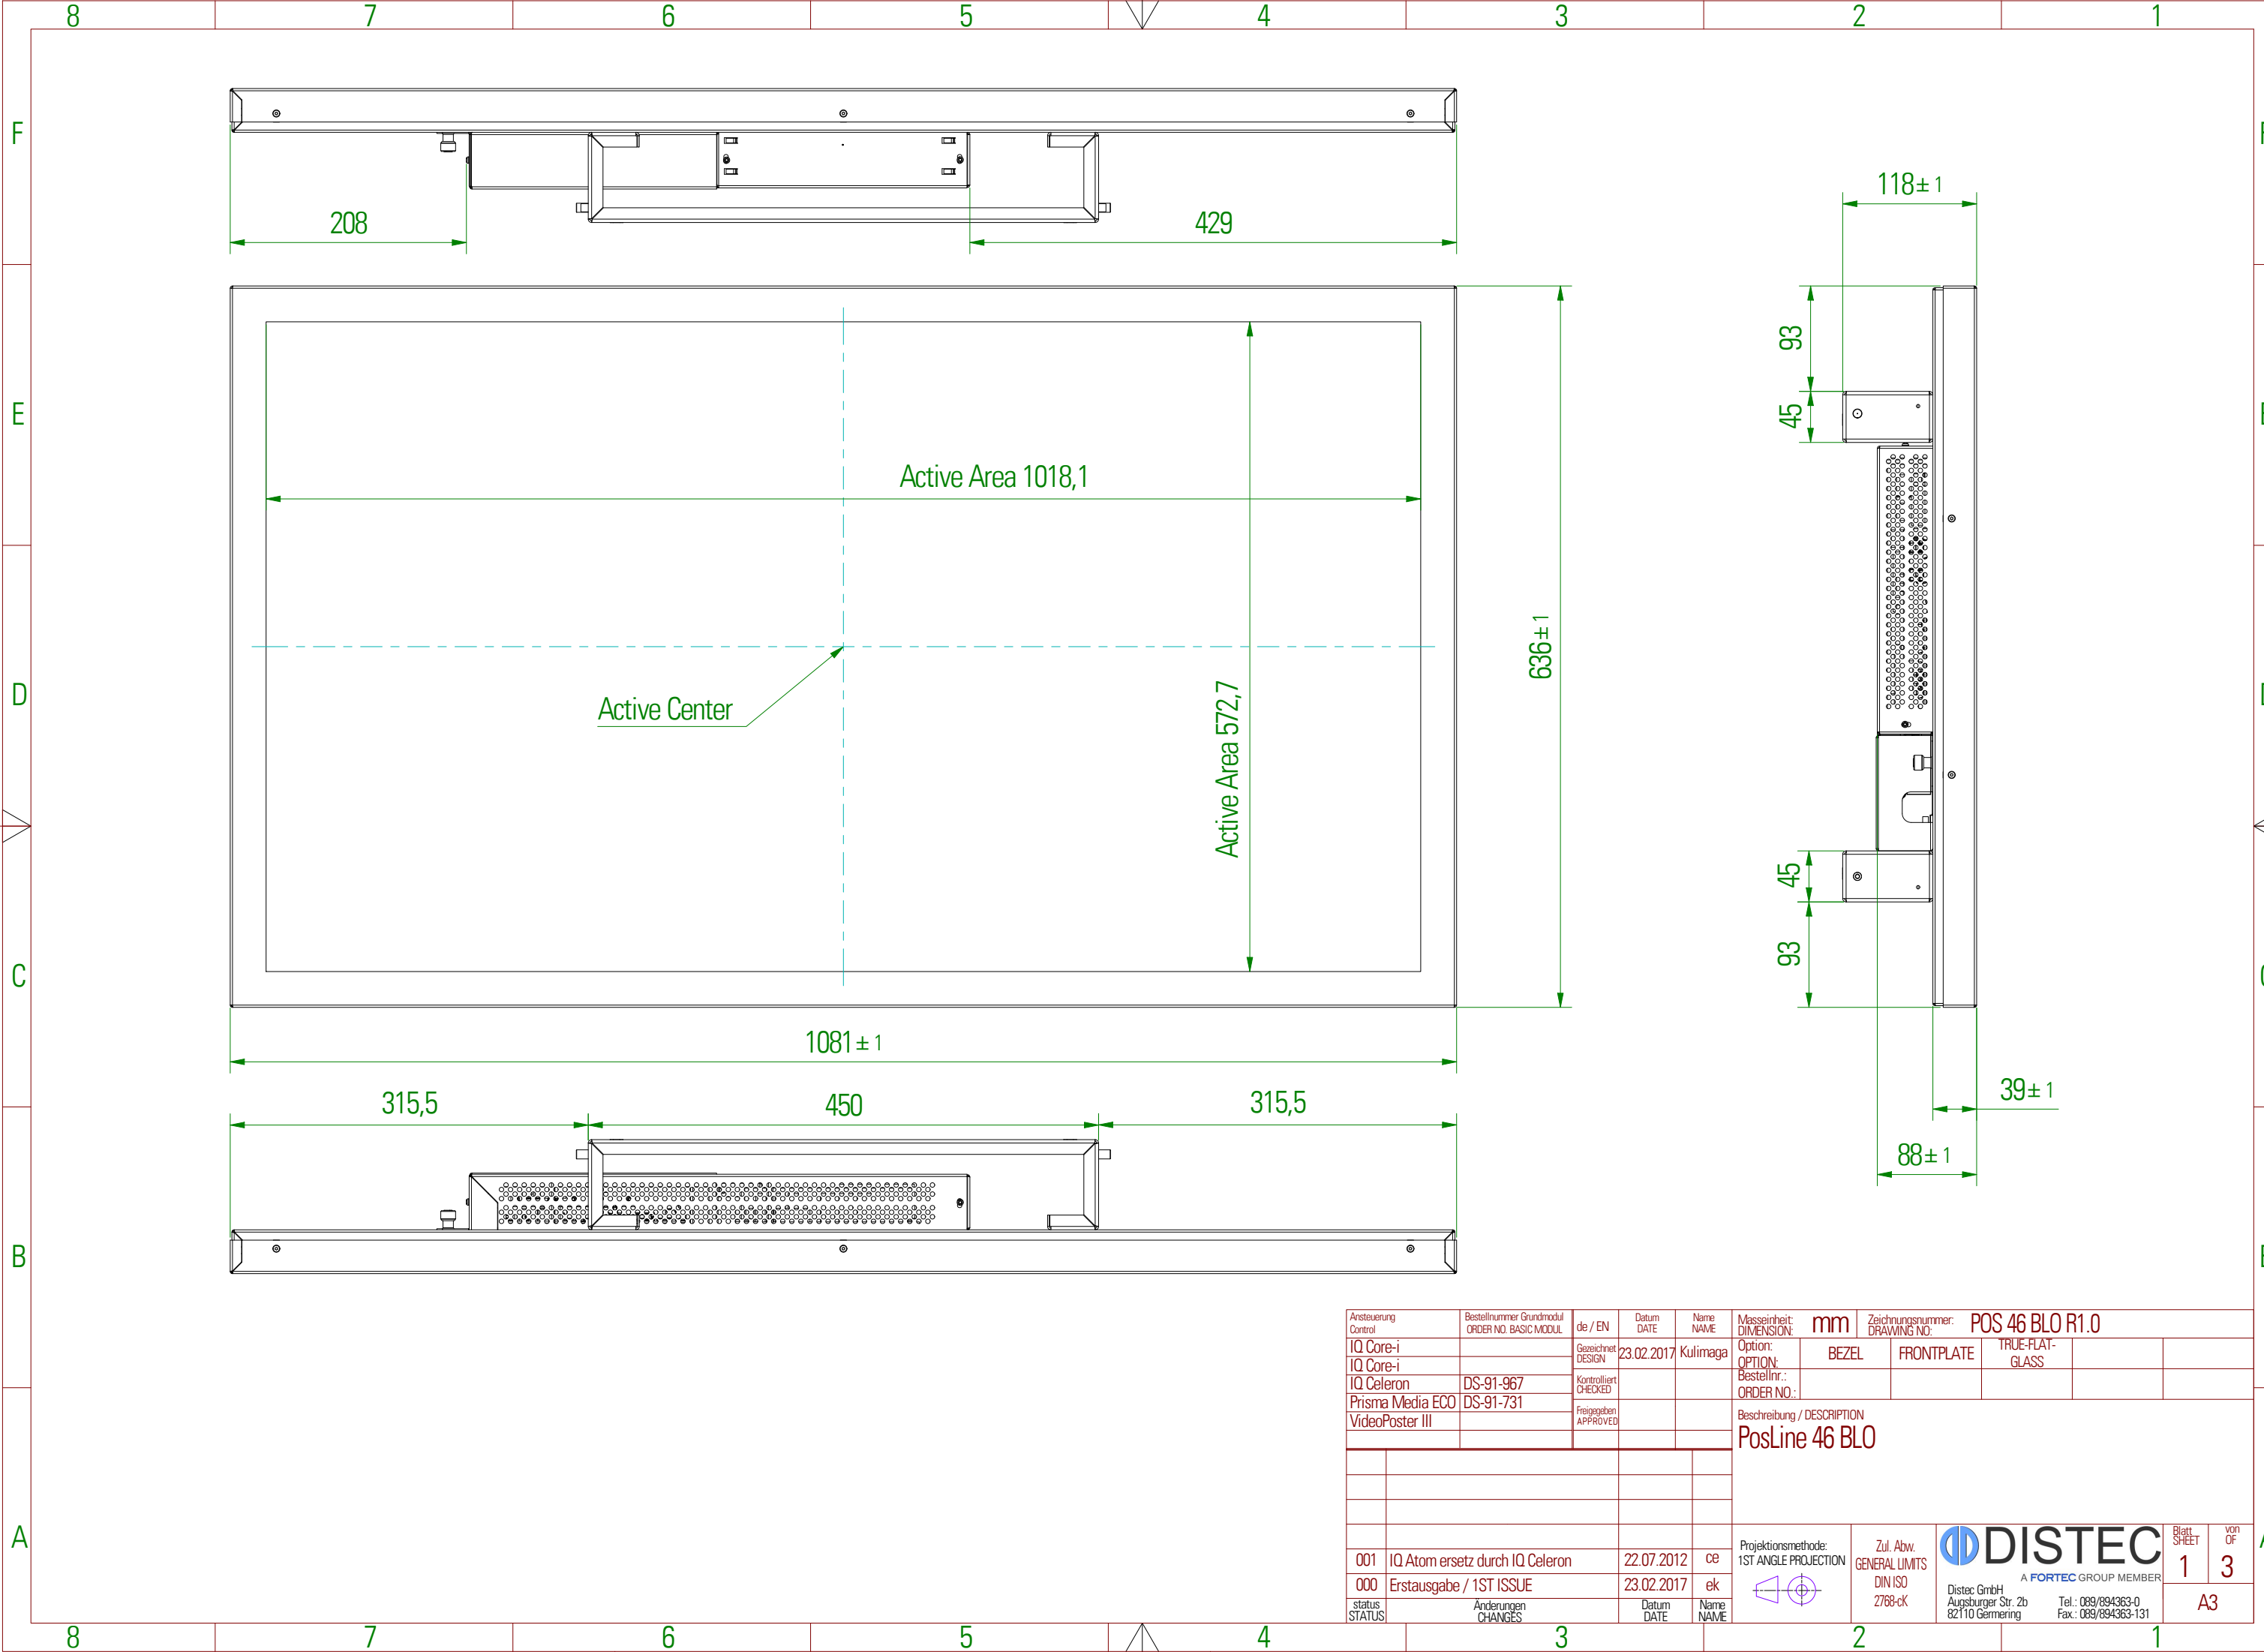 8 7 6 5 4 3 2 1
F
E
D
C
B
A
208
429
118± 1
93
45
Active Area 1018,1
636± 1
Active Center
Active Area 572,7
45
93
1081± 1
39± 1
88± 1
315,5
450
315,5
Ansteuerung
Control
Bestellnummer Grundmodul
ORDER NO. BASIC MODUL
IQ Core-i
IQ Core-i
IQ Celeron DS-91-967
Prisma Media ECO DS-91-731
VideoPoster III
de / EN
Datum
DATE
Name
NAME
Gezeichnet
DESIGN
23.02.2017 Kulimaga
Kontrolliert
CHECKED
Freigegeben
APPROVED
Masseinheit:
DIMENSION:
mm
Zeichnungsnummer:
DRAWING NO:
POS 46 BLO R1.0
Option:
OPTION:
BEZEL
FRONTPLATE
TRUE-FLAT-
GLASS
Bestellnr.:
ORDER NO.:
Beschreibung / DESCRIPTION
PosLine 46 BLO
001 IQ Atom ersetz durch IQ Celeron 22.07.2012 ce
000 Erstausgabe / 1ST ISSUE 23.02.2017 ek
status
STATUS
Änderungen
CHANGES
Datum
DATE
Name
NAME
Projektionsmethode:
1ST ANGLE PROJECTION
Zul. Abw.
GENERAL LIMITS
DIN ISO
2768-cK
DISTEC
A FORTEC GROUP MEMBER
Distec GmbH
Augsburger Str. 2b Tel.: 089/894363-0
82110 Germering Fax.: 089/894363-131
Blatt
SHEET
1
von
OF
3
A3
8 7 6 5 4 3 2 1